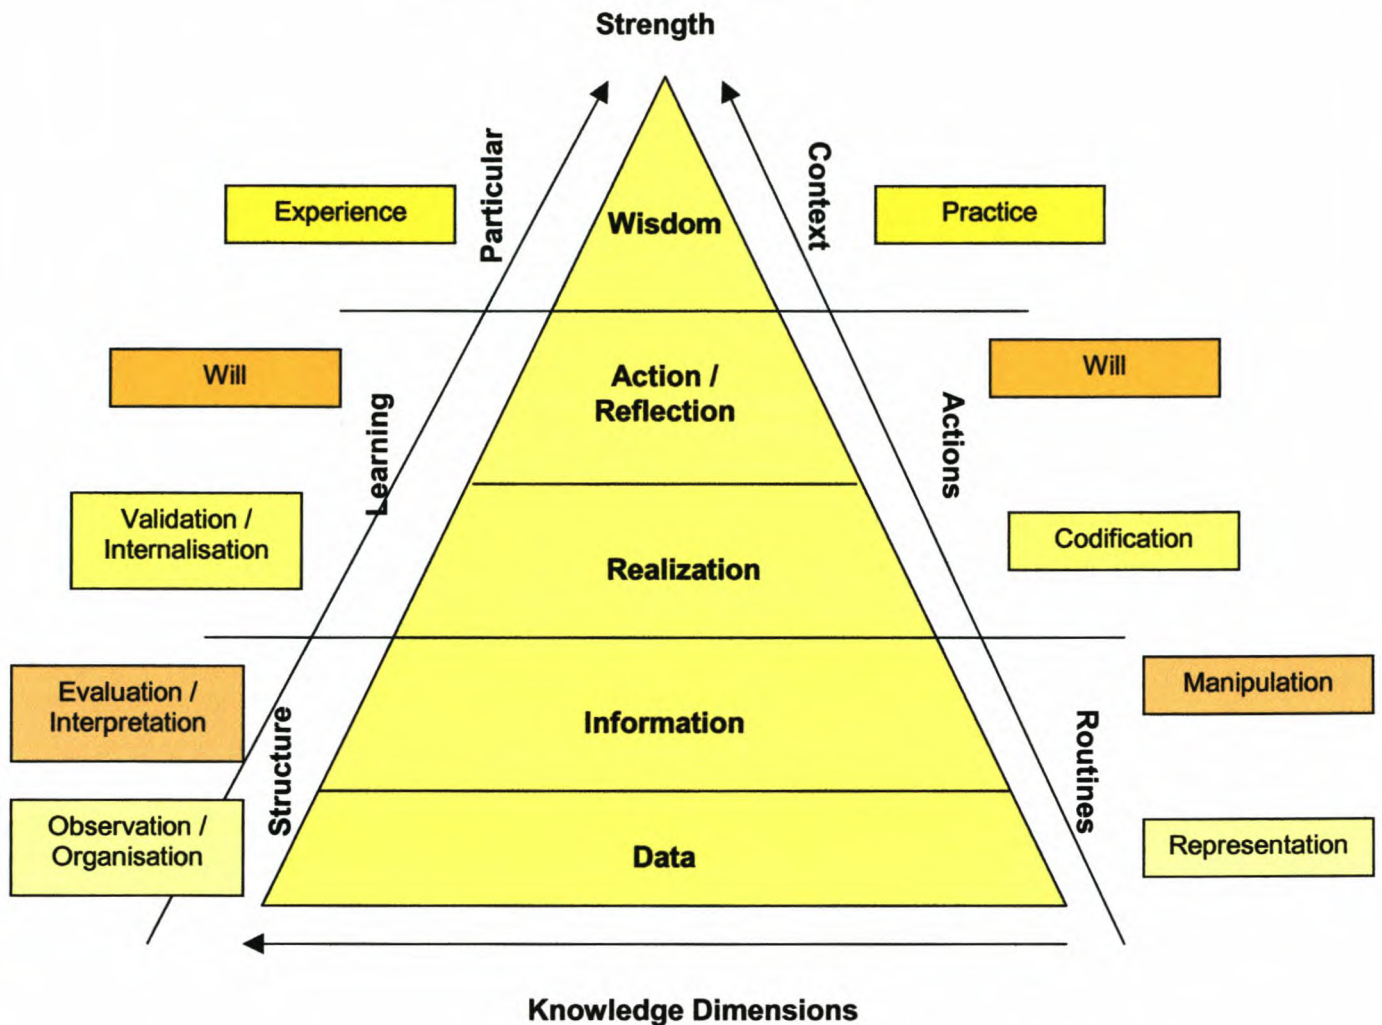 Strength
Particular
Context
Experience
Wisdom
Practice
Will
Action /
Reflection
Will
Learning
Actions
Validation /
Internalisation
Realization
Codification
Evaluation /
Interpretation
Information
Manipulation
Structure
Routines
Observation /
Organisation
Data
Representation
Knowledge Dimensions